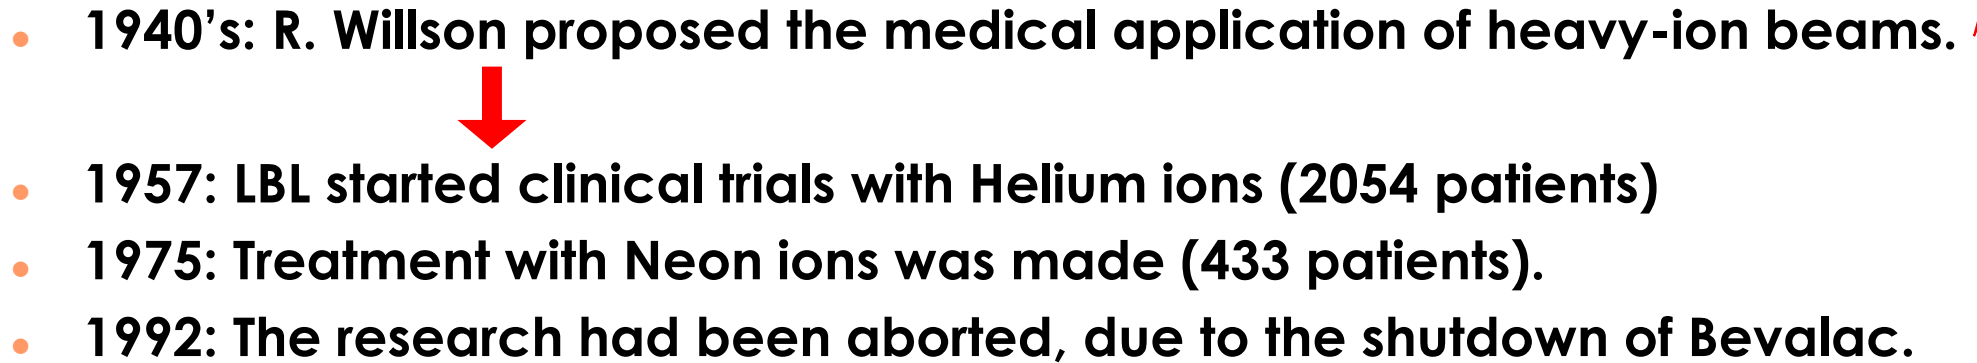 • 1940’s: R. Willson proposed the medical application of heavy-ion beams.
• 1957: LBL started clinical trials with Helium ions (2054 patients)
• 1975: Treatment with Neon ions was made (433 patients).
• 1992: The research had been aborted, due to the shutdown of Bevalac.